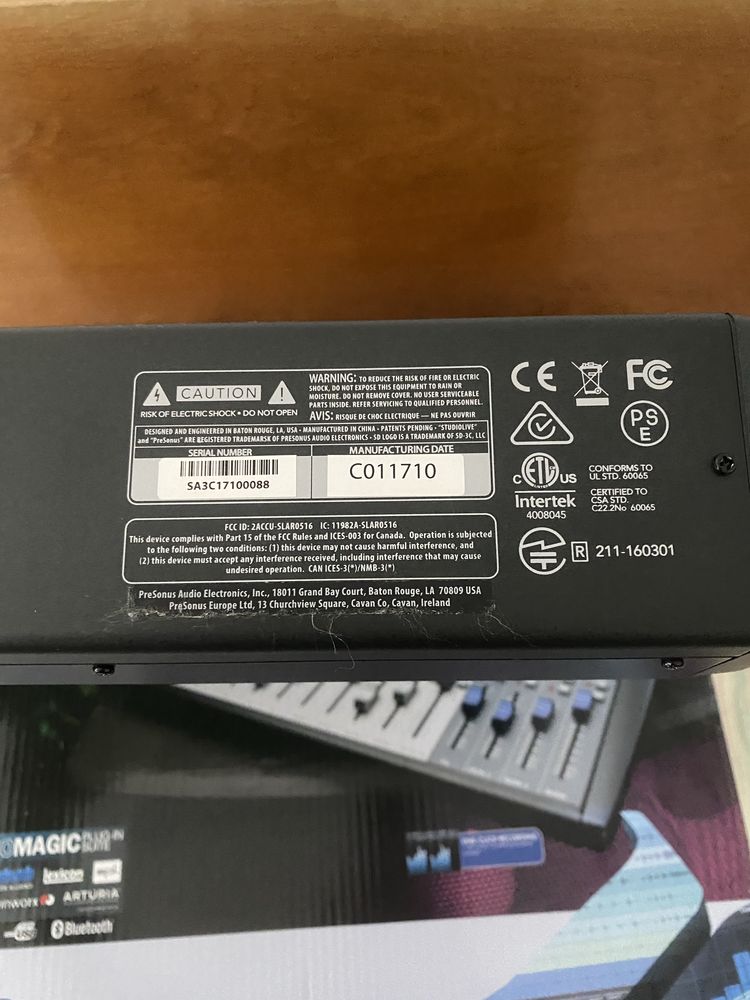 CAUTION
RISK OF ELECTRIC SHOCK • DO NOT OPEN
WARNING: TO REDUCE THE RISK OF FIRE OR ELECTRIC
SHOCK, DO NOT EXPOSE THIS EQUIPMENT TO RAIN OR
MOISTURE. DO NOT REMOVE COVER. NO USER SERVICEABLE
PARTS INSIDE. REFER SERVICING TO QUALIFIED PERSONNEL.
AVIS: RISQUE DE CHOC ELECTRIQUE — NE PAS OUVRIR
DESIGNED AND ENGINEERED IN BATON ROUGE, LA, USA - MANUFACTURED IN CHINA - PATENTS PENDING - "STUDIOLIVE"
and "PreSonus" ARE REGISTERED TRADEMARSK OF PRESONUS AUDIO ELECTRONICS - SD LOGO IS A TRADEMARK OF SD-3C, LLC
SERIAL NUMBER
SA3C17100088
MANUFACTURING DATE
C011710
FCC ID: 2ACCU-SLAR0516 IC: 11982A-SLAR0516
This device complies with Part 15 of the FCC Rules and ICES-003 for Canada. Operation is subjected
to the following two conditions: (1) this device may not cause harmful interference, and
(2) this device must accept any interference received, including interference that may cause
undesired operation. CAN ICES-3(*)/NMB-3(*)
PreSonus Audio Electronics, Inc., 18011 Grand Bay Court, Baton Rouge, LA 70809 USA
PreSonus Europe Ltd, 13 Churchview Square, Cavan Co, Cavan, Ireland
CE
FC
PSE
C ETL US
LISTED
Intertek
4008045
CONFORMS TO
UL STD. 60065
CERTIFIED TO
CSA STD.
C22.2No 60065
R 211-160301
MAGIC PLUG-IN
SUITE
lexicon
ARTURIA
Bluetooth